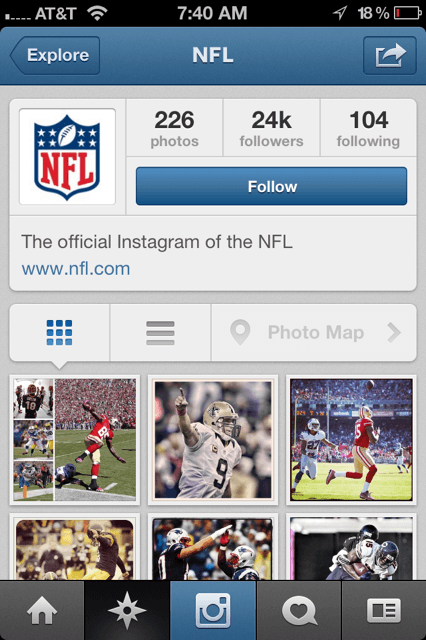 AT&T 7:40 AM 18 %
Explore NFL
NFL
226 24k 104
photos followers following
Follow
The official Instagram of the NFL
www.nfl.com
Photo Map
9